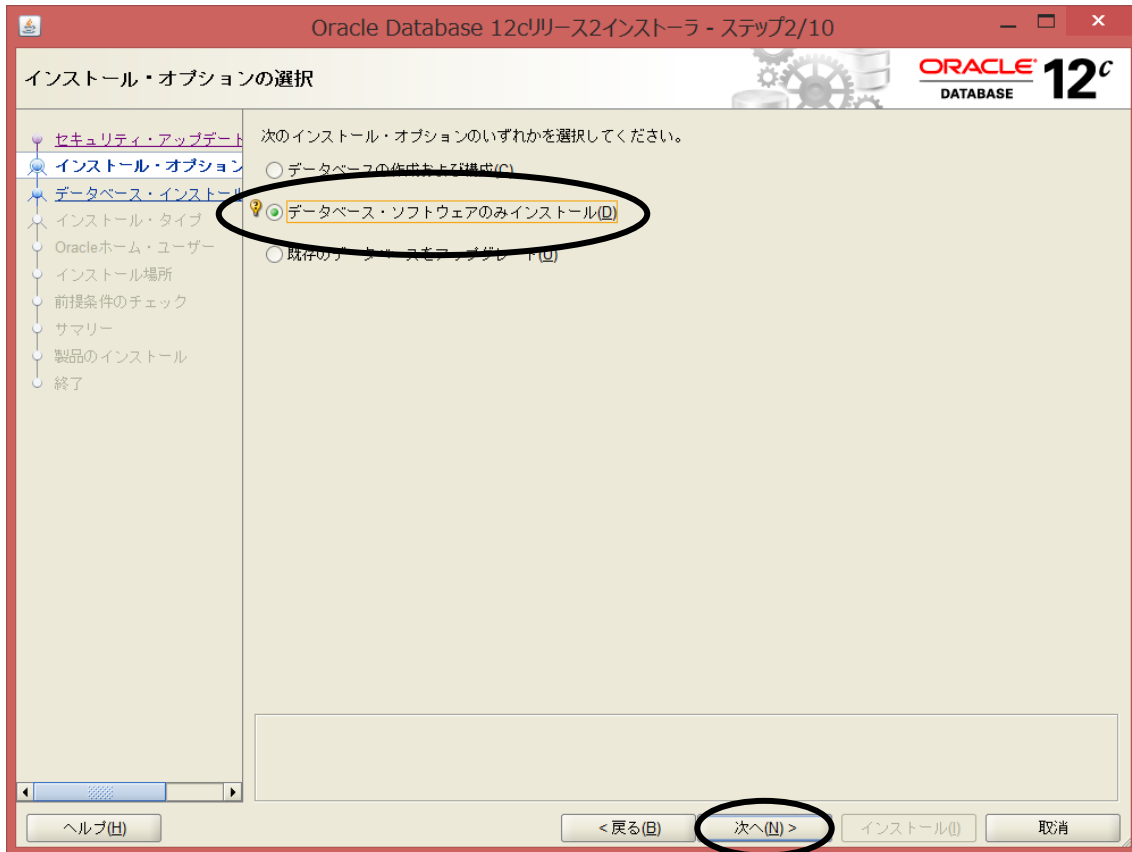 Oracle Database 12cリリース2インストーラ - ステップ2/10
インストール・オプションの選択
ORACLE
DATABASE
12c
セキュリティ・アップデート
インストール・オプション
データベース・インストール
インストール・タイプ
Oracleホーム・ユーザー
インストール場所
前提条件のチェック
サマリー
製品のインストール
終了
次のインストール・オプションのいずれかを選択してください。
データベースの作成および構成(C)
データベース・ソフトウェアのみインストール(D)
既存のデータベースをアップグレード(U)
ヘルプ(H)
< 戻る(B)
次へ(N) >
インストール(I)
取消